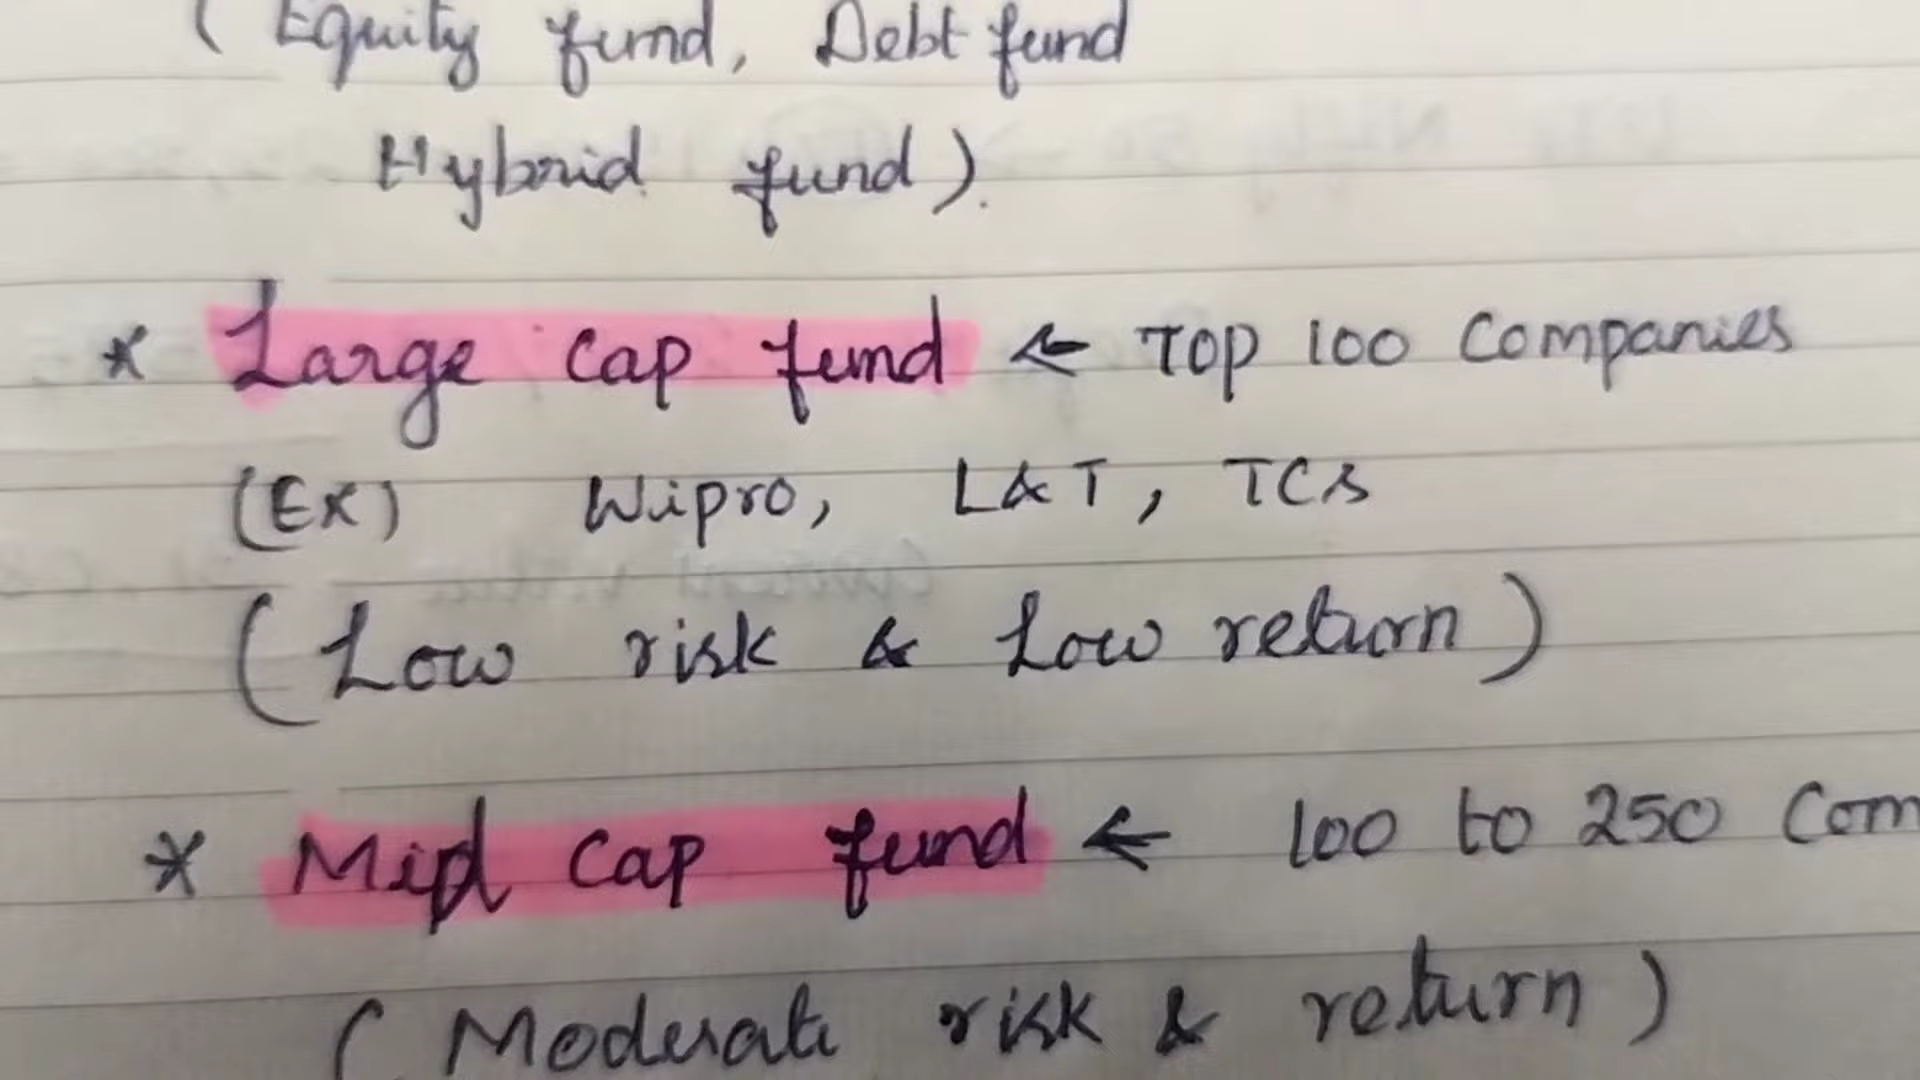 ( Equity fund, Debt fund
Hybrid fund).
* Large cap fund ← Top 100 Companies
(Ex) Wipro, L&T, TCS
(Low risk & Low return)
* Mid cap fund ← 100 to 250 Com
(Moderate risk & return)